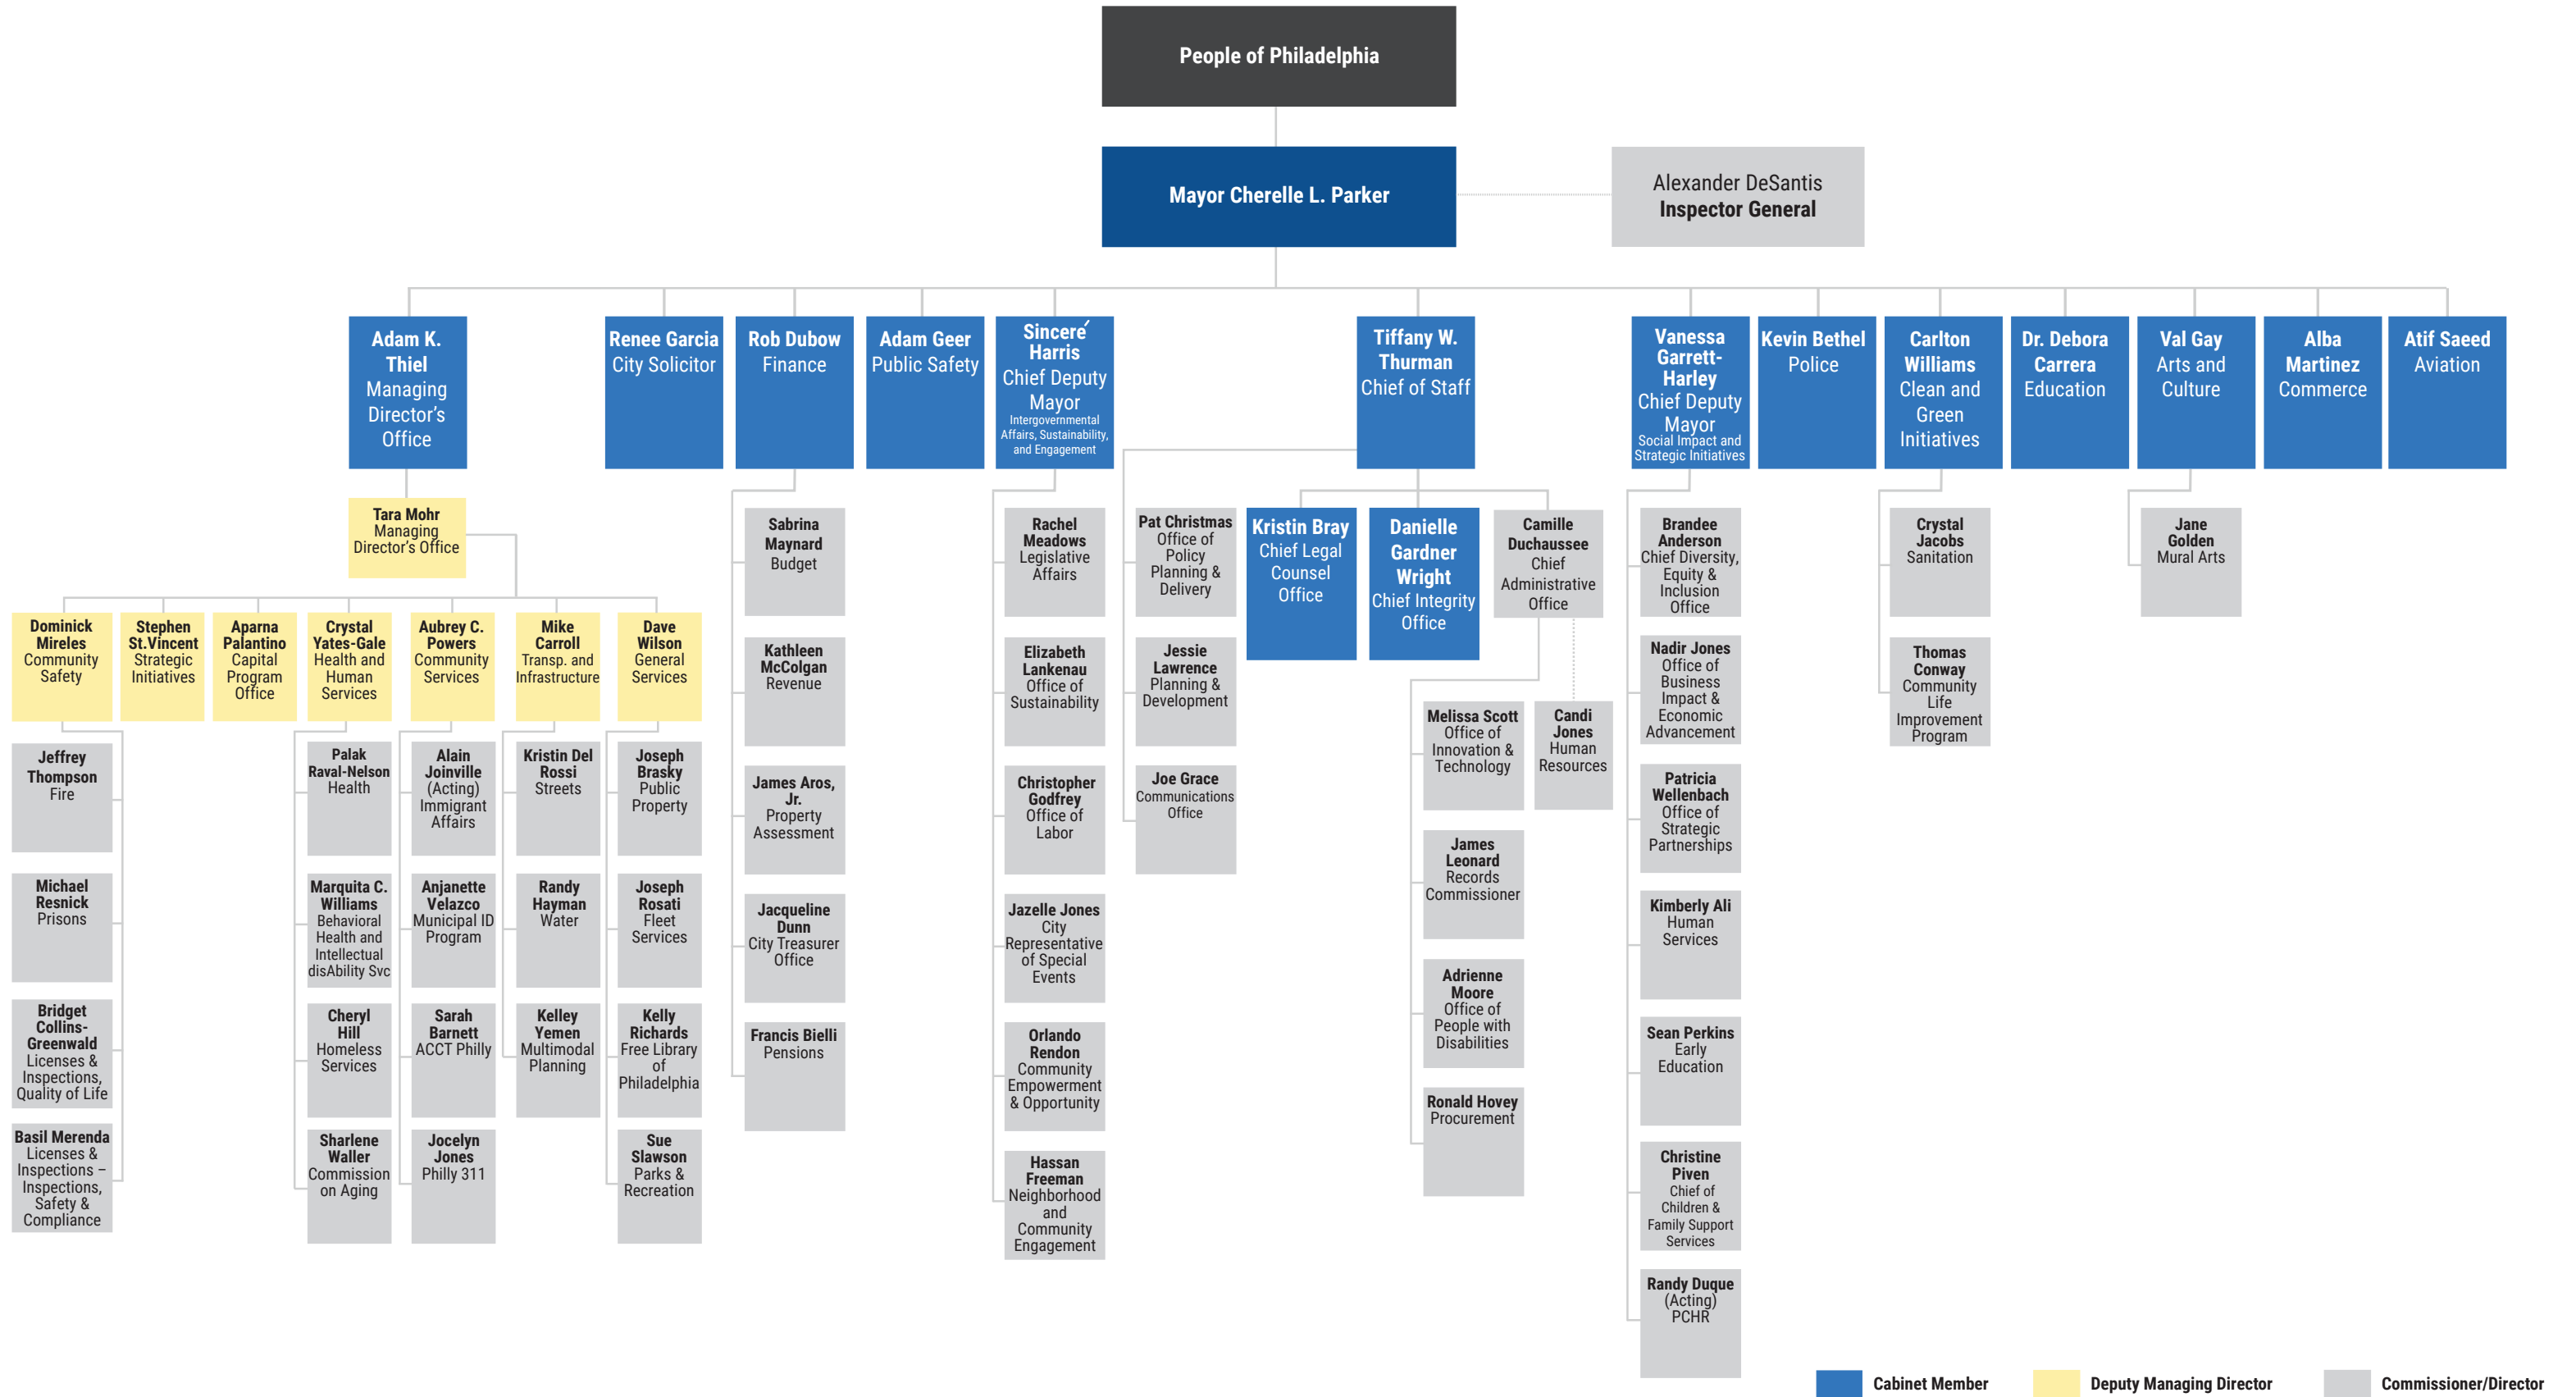 People of Philadelphia
Mayor Cherelle L. Parker
Alexander DeSantis
Inspector General
Adam K.
Thiel
Managing
Director's
Office
Renee Garcia
City Solicitor
Rob Dubow
Finance
Adam Geer
Public Safety
Sincere´
Harris
Chief Deputy
Mayor
Intergovernmental
Affairs, Sustainability,
and Engagement
Tiffany W.
Thurman
Chief of Staff
Vanessa
Garrett-
Harley
Chief Deputy
Mayor
Social Impact and
Strategic Initiatives
Kevin Bethel
Police
Carlton
Williams
Clean and
Green
Initiatives
Dr. Debora
Carrera
Education
Val Gay
Arts and
Culture
Alba
Martinez
Commerce
Atif Saeed
Aviation
Tara Mohr
Managing
Director's Office
Dominick
Mireles
Community
Safety
Stephen
St.Vincent
Strategic
Initiatives
Aparna
Palantino
Capital
Program
Office
Crystal
Yates-Gale
Health and
Human
Services
Aubrey C.
Powers
Community
Services
Mike
Carroll
Transp. and
Infrastructure
Dave
Wilson
General
Services
Jeffrey
Thompson
Fire
Michael
Resnick
Prisons
Bridget
Collins-
Greenwald
Licenses &
Inspections,
Quality of Life
Basil Merenda
Licenses &
Inspections –
Inspections,
Safety &
Compliance
Palak
Raval-Nelson
Health
Marquita C.
Williams
Behavioral
Health and
Intellectual
disAbility Svc
Cheryl
Hill
Homeless
Services
Sharlene
Waller
Commission
on Aging
Alain
Joinville
(Acting)
Immigrant
Affairs
Anjanette
Velazco
Municipal ID
Program
Sarah
Barnett
ACCT Philly
Jocelyn
Jones
Philly 311
Kristin Del
Rossi
Streets
Randy
Hayman
Water
Kelley
Yemen
Multimodal
Planning
Joseph
Brasky
Public
Property
Joseph
Rosati
Fleet
Services
Kelly
Richards
Free Library
of
Philadelphia
Sue
Slawson
Parks &
Recreation
Sabrina
Maynard
Budget
Kathleen
McColgan
Revenue
James Aros,
Jr.
Property
Assessment
Jacqueline
Dunn
City Treasurer
Office
Francis Bielli
Pensions
Rachel
Meadows
Legislative
Affairs
Elizabeth
Lankenau
Office of
Sustainability
Christopher
Godfrey
Office of
Labor
Jazelle Jones
City
Representative
of Special
Events
Orlando
Rendon
Community
Empowerment
& Opportunity
Hassan
Freeman
Neighborhood
and
Community
Engagement
Pat Christmas
Office of
Policy
Planning &
Delivery
Jessie
Lawrence
Planning &
Development
Joe Grace
Communications
Office
Kristin Bray
Chief Legal
Counsel
Office
Danielle
Gardner
Wright
Chief Integrity
Office
Camille
Duchaussee
Chief
Administrative
Office
Melissa Scott
Office of
Innovation &
Technology
James
Leonard
Records
Commissioner
Adrienne
Moore
Office of
People with
Disabilities
Ronald Hovey
Procurement
Candi
Jones
Human
Resources
Brandee
Anderson
Chief Diversity,
Equity &
Inclusion
Office
Nadir Jones
Office of
Business
Impact &
Economic
Advancement
Patricia
Wellenbach
Office of
Strategic
Partnerships
Kimberly Ali
Human
Services
Sean Perkins
Early
Education
Christine
Piven
Chief of
Children &
Family Support
Services
Randy Duque
(Acting)
PCHR
Crystal
Jacobs
Sanitation
Thomas
Conway
Community
Life
Improvement
Program
Jane
Golden
Mural Arts
Cabinet Member
Deputy Managing Director
Commissioner/Director